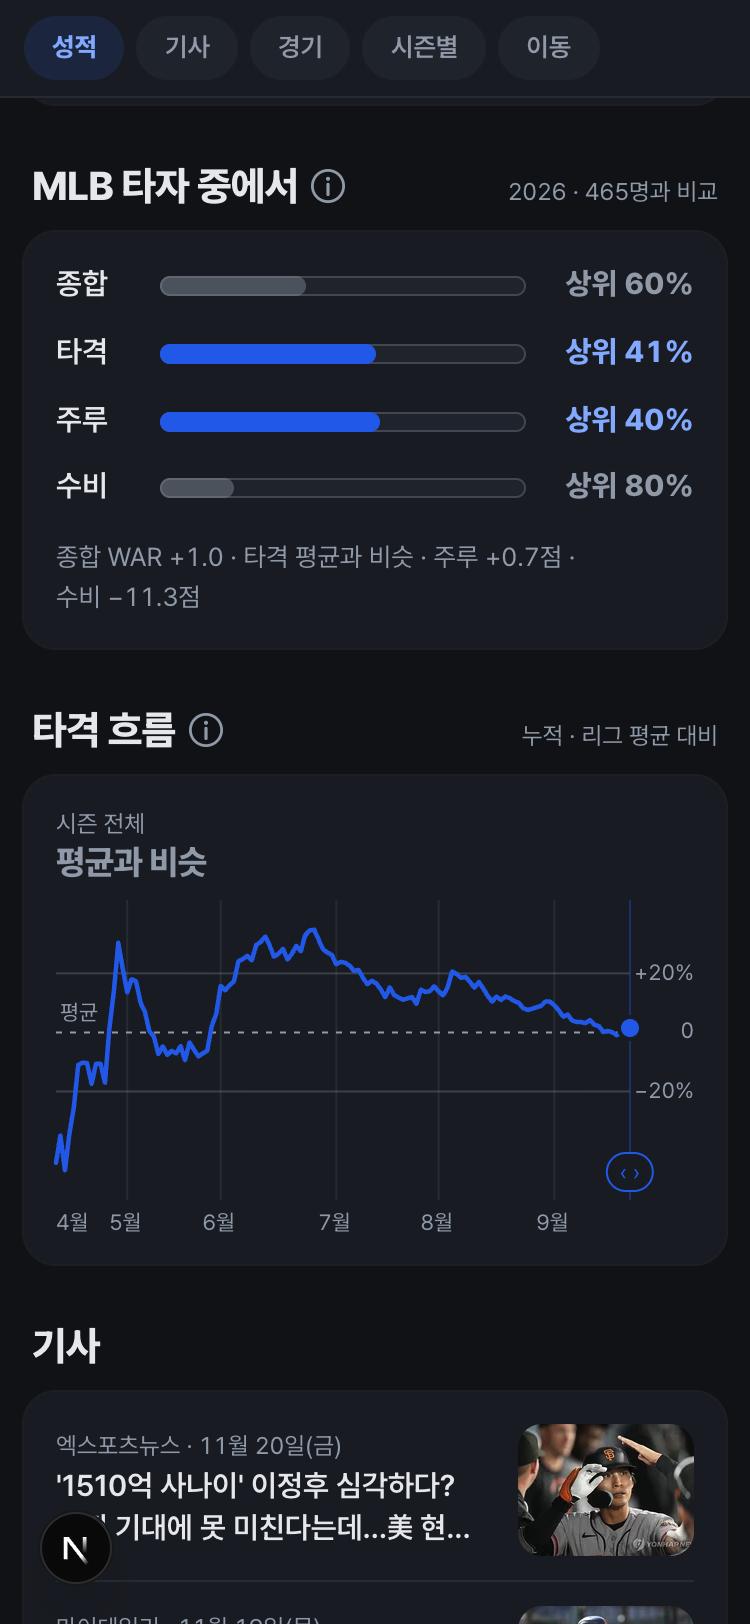 성적 기사 경기 시즌별 이동
MLB 타자 중에서
2026 · 465명과 비교
종합 상위 60%
타격 상위 41%
주루 상위 40%
수비 상위 80%
종합 WAR +1.0 · 타격 평균과 비슷 · 주루 +0.7점 ·
수비 −11.3점
타격 흐름
누적 · 리그 평균 대비
시즌 전체
평균과 비슷
+20%
평균
0
−20%
4월 5월 6월 7월 8월 9월
기사
엑스포츠뉴스 · 11월 20일(금)
'1510억 사나이' 이정후 심각하다?
기대에 못 미친다는데...美 현...
N